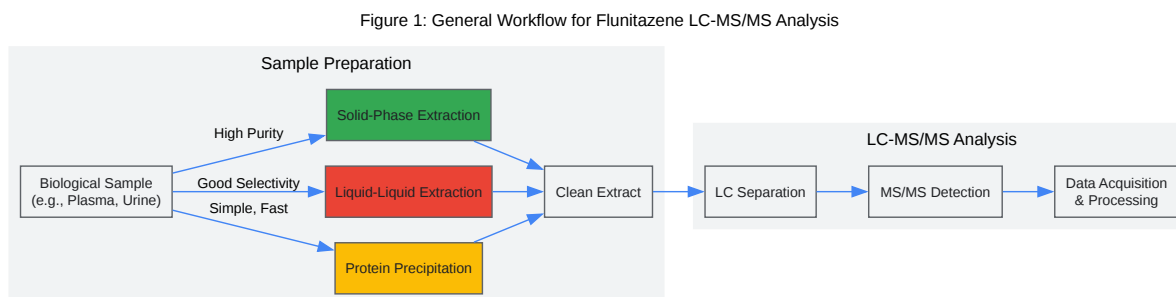 Figure 1: General Workflow for Flunitazene LC-MS/MS Analysis
Sample Preparation
Solid-Phase Extraction
High Purity
LC-MS/MS Analysis
Biological Sample
(e.g., Plasma, Urine)
Good Selectivity
Liquid-Liquid Extraction
Clean Extract
LC Separation
MS/MS Detection
Data Acquisition
& Processing
Simple, Fast
Protein Precipitation